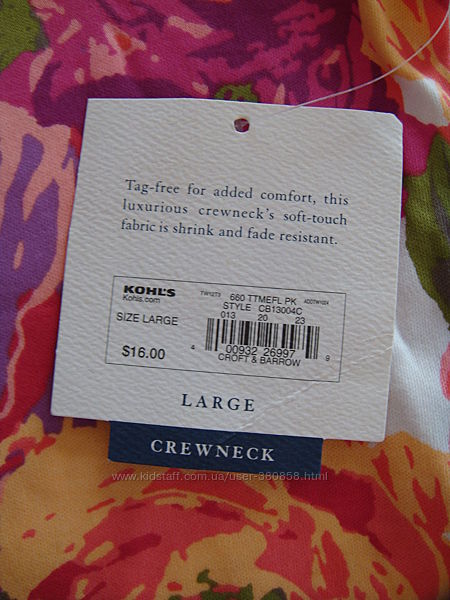 Tag-free for added comfort, this
luxurious crewneck's soft-touch
fabric is shrink and fade resistant.
KOHL'S
Kohls.com
TW12T3 660 TTMEFL PK ADDTW1024
STYLE CB13004C
013 20 23
SIZE LARGE
$16.00
4 00932 26997 9
CROFT & BARROW
LARGE
CREWNECK
www.kidstaff.com.ua/user-380858.html